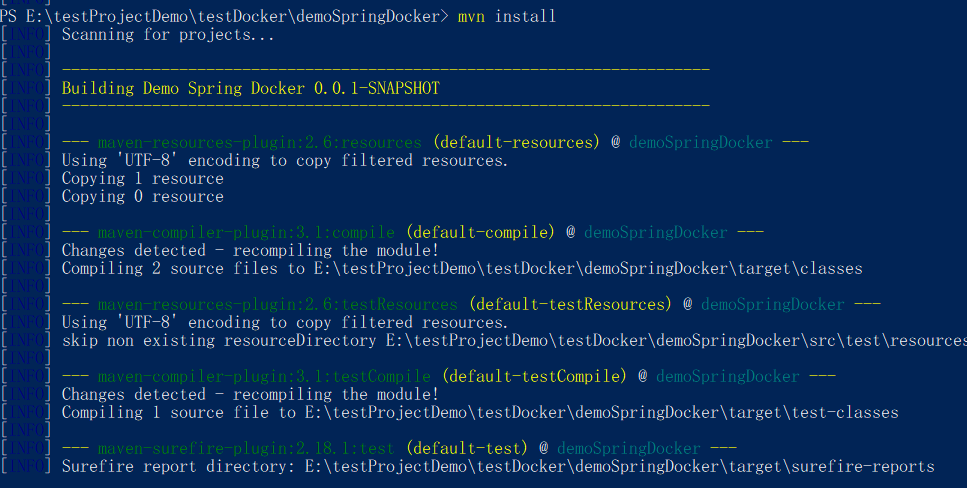 PS E:\testProjectDemo\testDocker\demoSpringDocker> mvn install
[INFO] Scanning for projects...
[INFO]
[INFO] ------------------------------------------------------------------------
[INFO] Building Demo Spring Docker 0.0.1-SNAPSHOT
[INFO] ------------------------------------------------------------------------
[INFO]
[INFO] --- maven-resources-plugin:2.6:resources (default-resources) @ demoSpringDocker ---
[INFO] Using 'UTF-8' encoding to copy filtered resources.
[INFO] Copying 1 resource
[INFO] Copying 0 resource
[INFO]
[INFO] --- maven-compiler-plugin:3.1:compile (default-compile) @ demoSpringDocker ---
[INFO] Changes detected - recompiling the module!
[INFO] Compiling 2 source files to E:\testProjectDemo\testDocker\demoSpringDocker\target\classes
[INFO]
[INFO] --- maven-resources-plugin:2.6:testResources (default-testResources) @ demoSpringDocker ---
[INFO] Using 'UTF-8' encoding to copy filtered resources.
[INFO] skip non existing resourceDirectory E:\testProjectDemo\testDocker\demoSpringDocker\src\test\resources
[INFO]
[INFO] --- maven-compiler-plugin:3.1:testCompile (default-testCompile) @ demoSpringDocker ---
[INFO] Changes detected - recompiling the module!
[INFO] Compiling 1 source file to E:\testProjectDemo\testDocker\demoSpringDocker\target\test-classes
[INFO]
[INFO] --- maven-surefire-plugin:2.18.1:test (default-test) @ demoSpringDocker ---
[INFO] Surefire report directory: E:\testProjectDemo\testDocker\demoSpringDocker\target\surefire-reports